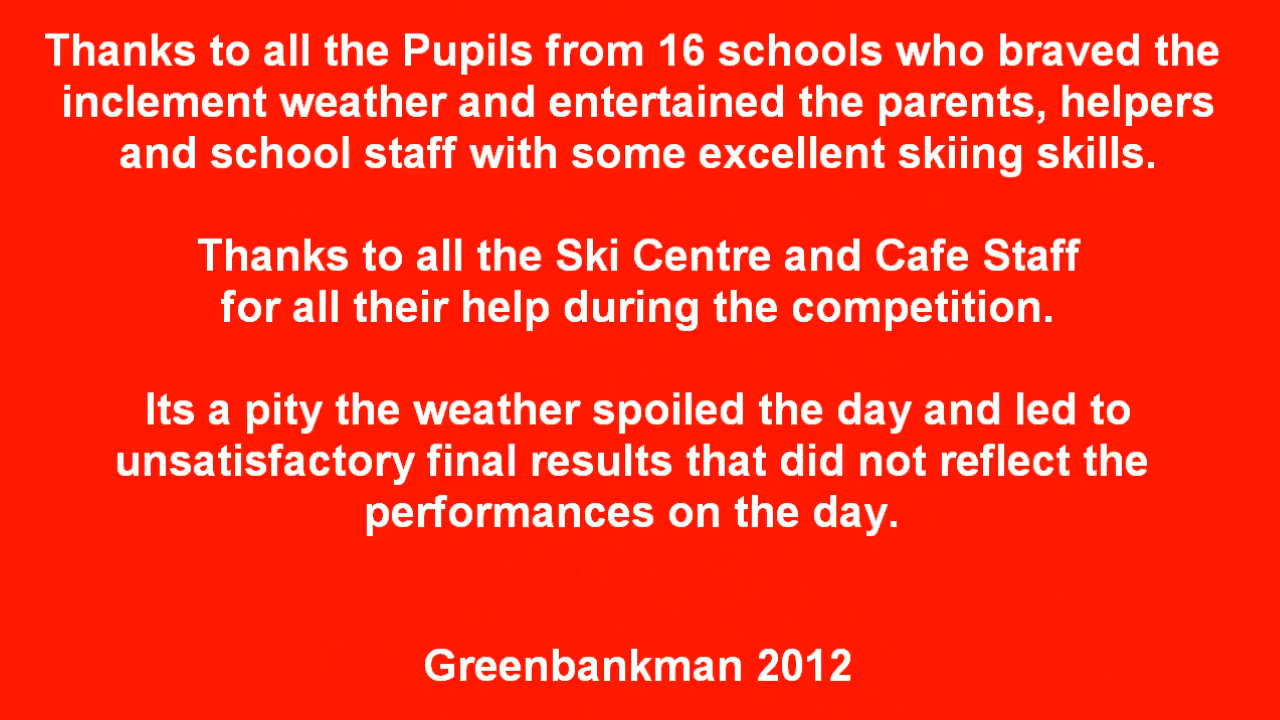 Thanks to all the Pupils from 16 schools who braved the
inclement weather and entertained the parents, helpers
and school staff with some excellent skiing skills.
Thanks to all the Ski Centre and Cafe Staff
for all their help during the competition.
Its a pity the weather spoiled the day and led to
unsatisfactory final results that did not reflect the
performances on the day.
Greenbankman 2012